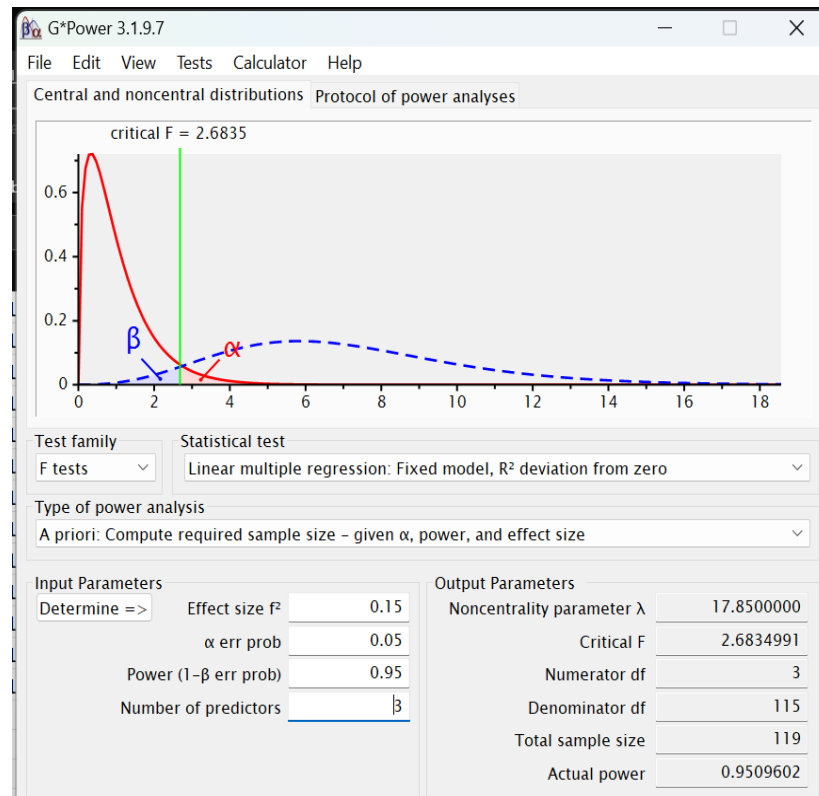 G*Power 3.1.9.7
File Edit View Tests Calculator Help
Central and noncentral distributions Protocol of power analyses
critical F = 2.6835
0.6
0.4
0.2
0
β
α
0 2 4 6 8 10 12 14 16 18
Test family Statistical test
F tests Linear multiple regression: Fixed model, R² deviation from zero
Type of power analysis
A priori: Compute required sample size – given α, power, and effect size
Input Parameters Output Parameters
Determine => Effect size f² 0.15 Noncentrality parameter λ 17.8500000
α err prob 0.05 Critical F 2.6834991
Power (1-β err prob) 0.95 Numerator df 3
Number of predictors 3 Denominator df 115
Total sample size 119
Actual power 0.9509602